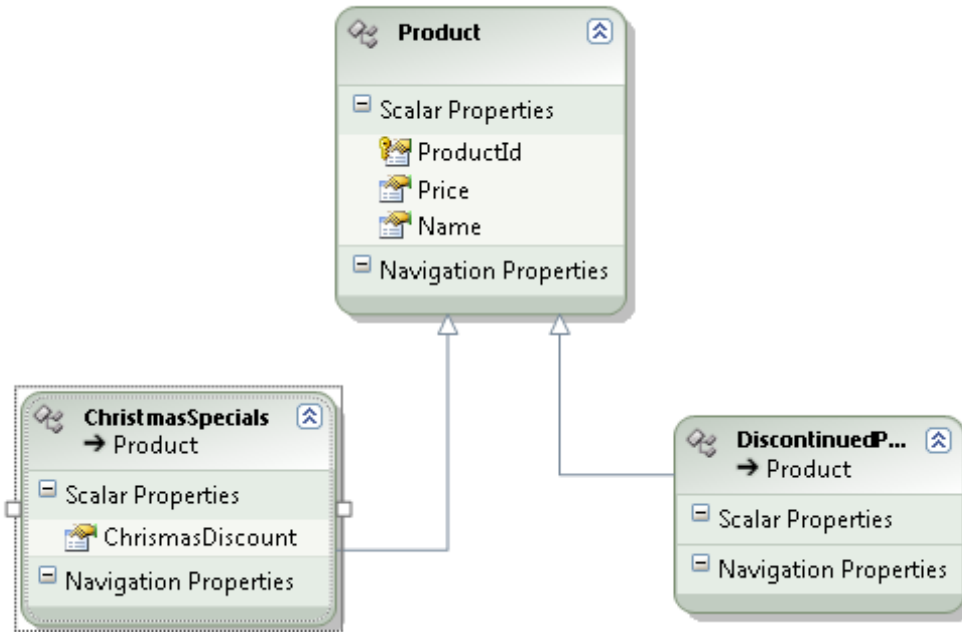 Product
Scalar Properties
ProductId
Price
Name
Navigation Properties
ChristmasSpecials
➔ Product
Scalar Properties
ChrismasDiscount
Navigation Properties
DiscontinuedP...
➔ Product
Scalar Properties
Navigation Properties